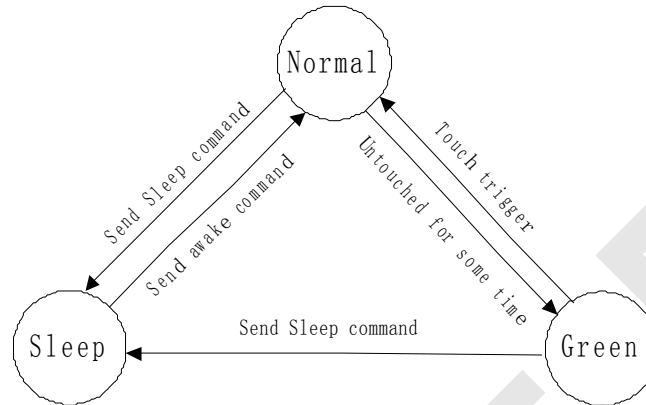 Normal
Send Sleep command
Send awake command
Touch trigger
Untouched for some time
Sleep
Send Sleep command
Green